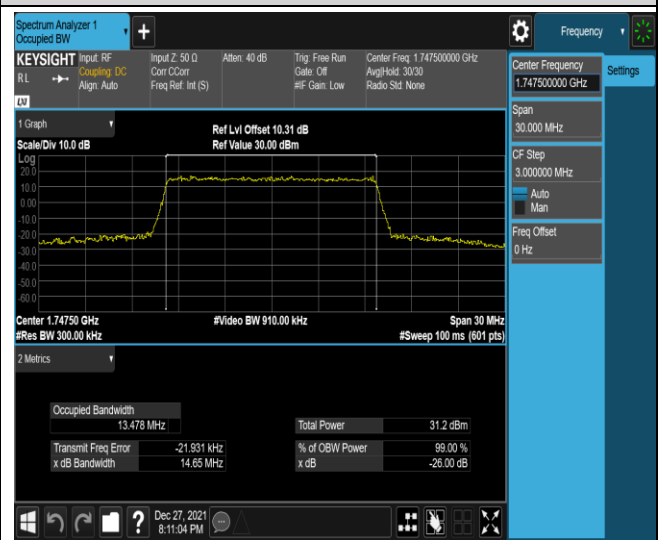 Spectrum Analyzer 1
Occupied BW
Frequency
KEYSIGHT Input: RF Input Z: 50 Ω Atten: 40 dB Trig: Free Run Center Freq: 1.747500000 GHz
RL Coupling: DC Corr CCorr Gate: Off Avg|Hold: 30/30
Align: Auto Freq Ref: Int (S) #IF Gain: Low Radio Std: None
LXI
Center Frequency
1.747500000 GHz
Settings
Span
30.000 MHz
CF Step
3.000000 MHz
Auto
Man
Freq Offset
0 Hz
1 Graph
Ref Lvl Offset 10.31 dB
Scale/Div 10.0 dB Ref Value 30.00 dBm
Log
20.0
10.0
0.00
-10.0
-20.0
-30.0
-40.0
-50.0
-60.0
Center 1.74750 GHz #Video BW 910.00 kHz Span 30 MHz
#Res BW 300.00 kHz #Sweep 100 ms (601 pts)
2 Metrics
Occupied Bandwidth
13.478 MHz Total Power 31.2 dBm
Transmit Freq Error -21.931 kHz % of OBW Power 99.00 %
x dB Bandwidth 14.65 MHz x dB -26.00 dB
Dec 27, 2021
8:11:04 PM